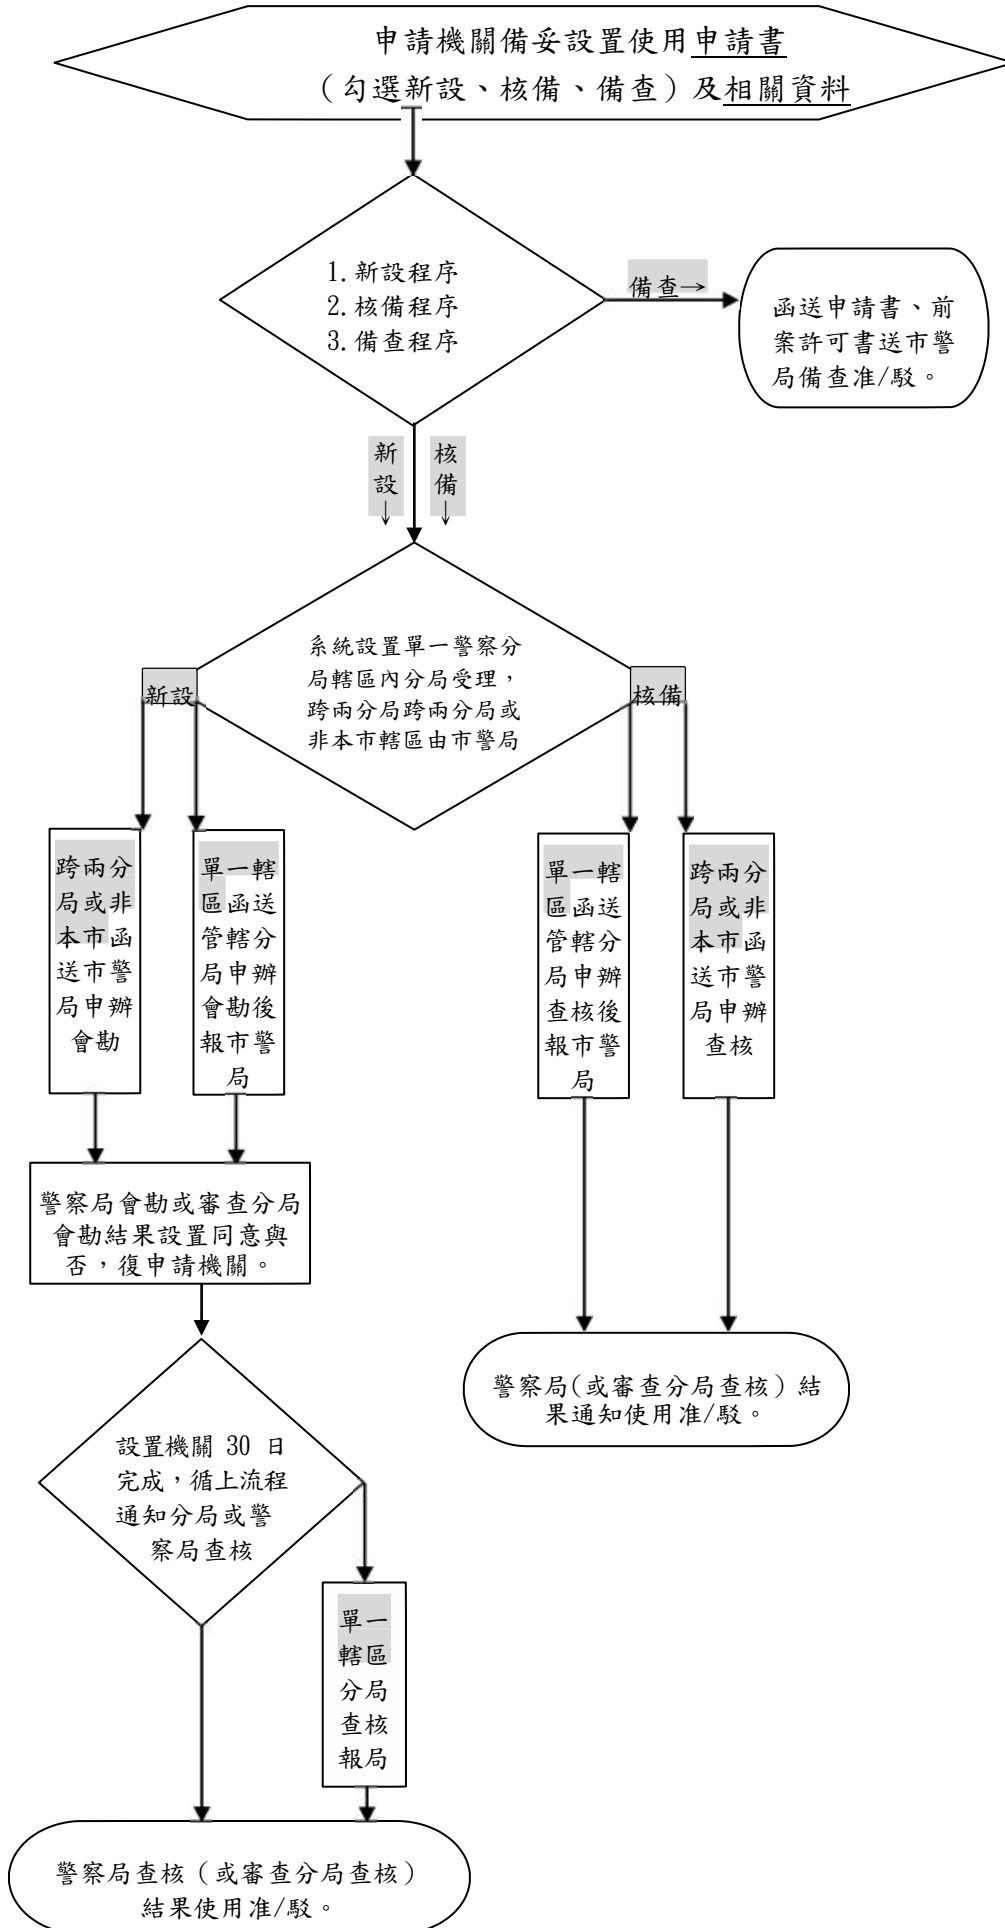 申請機關備妥設置使用申請書
（勾選新設、核備、備查）及相關資料
1.新設程序
2.核備程序
3.備查程序
備查→
函送申請書、前
案許可書送市警
局備查准/駁。
新
設
↓
核
備
↓
系統設置單一警察分
局轄區內分局受理，
跨兩分局跨兩分局或
非本市轄區由市警局
新設
核備
跨兩分
局或非
本市函
送市警
局申辦
會勘
單一轄
區函送
管轄分
局申辦
會勘後
報市警
局
單一轄
區函送
管轄分
局申辦
查核後
報市警
局
跨兩分
局或非
本市函
送市警
局申辦
查核
警察局會勘或審查分局
會勘結果設置同意與
否，復申請機關。
警察局(或審查分局查核）結
果通知使用准/駁。
設置機關 30 日
完成，循上流程
通知分局或警
察局查核
單一
轄區
分局
查核
報局
警察局查核（或審查分局查核）
結果使用准/駁。